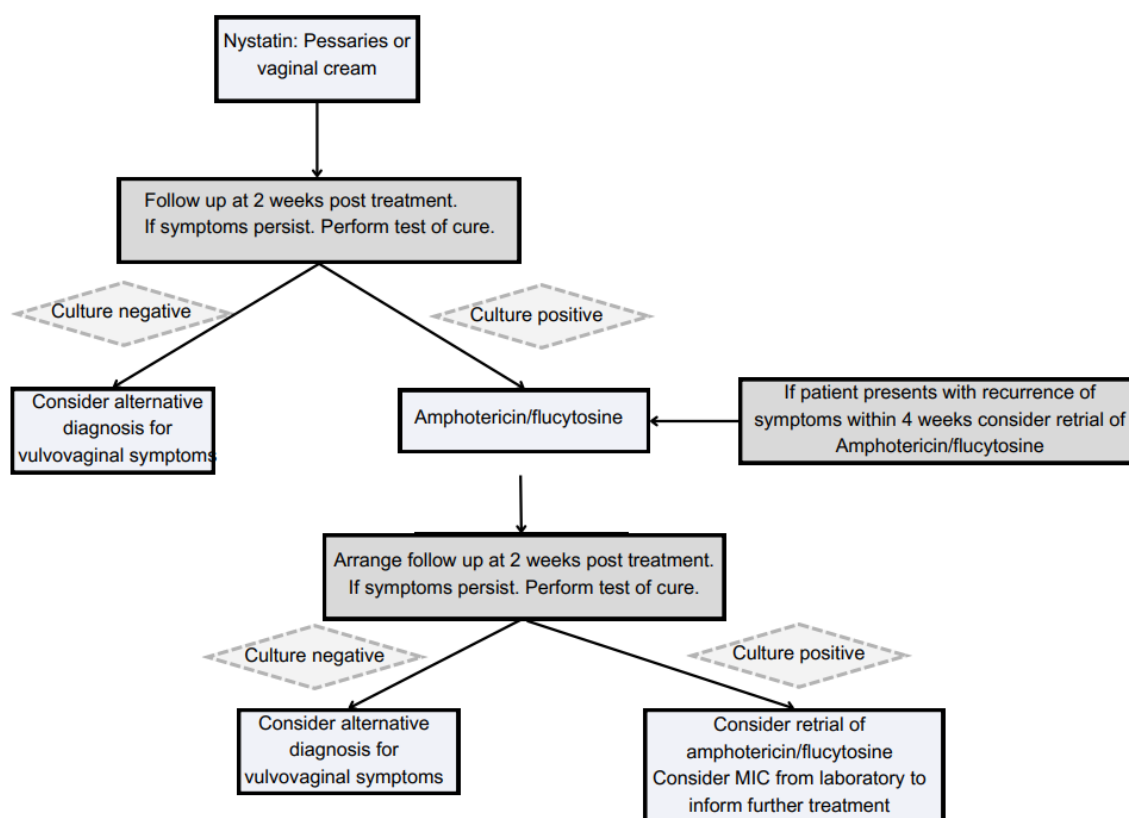 Nystatin: Pessaries or
vaginal cream
Follow up at 2 weeks post treatment.
If symptoms persist. Perform test of cure.
Culture negative
Culture positive
Consider alternative
diagnosis for
vulvovaginal symptoms
Amphotericin/flucytosine
If patient presents with recurrence of
symptoms within 4 weeks consider retrial of
Amphotericin/flucytosine
Arrange follow up at 2 weeks post treatment.
If symptoms persist. Perform test of cure.
Culture negative
Culture positive
Consider alternative
diagnosis for
vulvovaginal symptoms
Consider retrial of
amphotericin/flucytosine
Consider MIC from laboratory to
inform further treatment